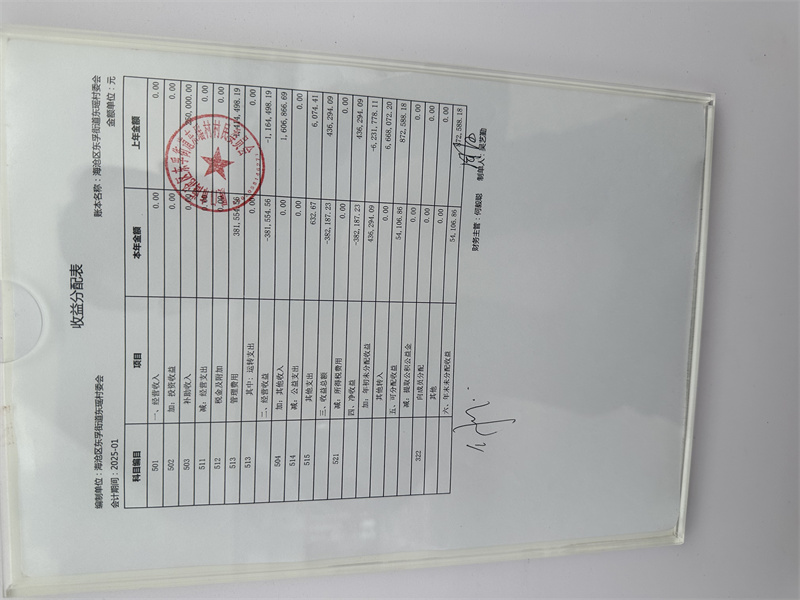 收益分配表
编制单位：海沧区东孚街道东瑶村委会 账本名称：海沧区东孚街道东瑶村委会
会计期间：2025-01 金额单位：元
科目编目 项目 本年金额 上年金额
501 一、经营收入 0.00 0.00
502 加：投资收益 0.00 0.00
503 补助收入 0.00
511 减：经营支出 0.00
512 税金及附加 0.00
513 管理费用 381,554.56
513 其中：运转支出 0.00 0.00
二、经营收益 -381,554.56 -1,164,498.19
504 加：其他收入 0.00 1,606,866.69
514 减：公益支出 0.00 0.00
515 其他支出 632.67 6,074.41
三、收益总额 -382,187.23 436,294.09
521 减：所得税费用 0.00 0.00
四、净收益 -382,187.23 436,294.09
加：年初未分配收益 436,294.09 -6,231,778.11
其他转入 0.00 6,668,072.20
五、可分配收益 54,106.86 872,588.18
减：提取公积公益金 0.00 0.00
322 向成员分配 0.00 0.00
其他 0.00 0.00
六、年末未分配收益 54,106.86 872,588.18
财务主管：何毅聪 制单人：吴艺勤